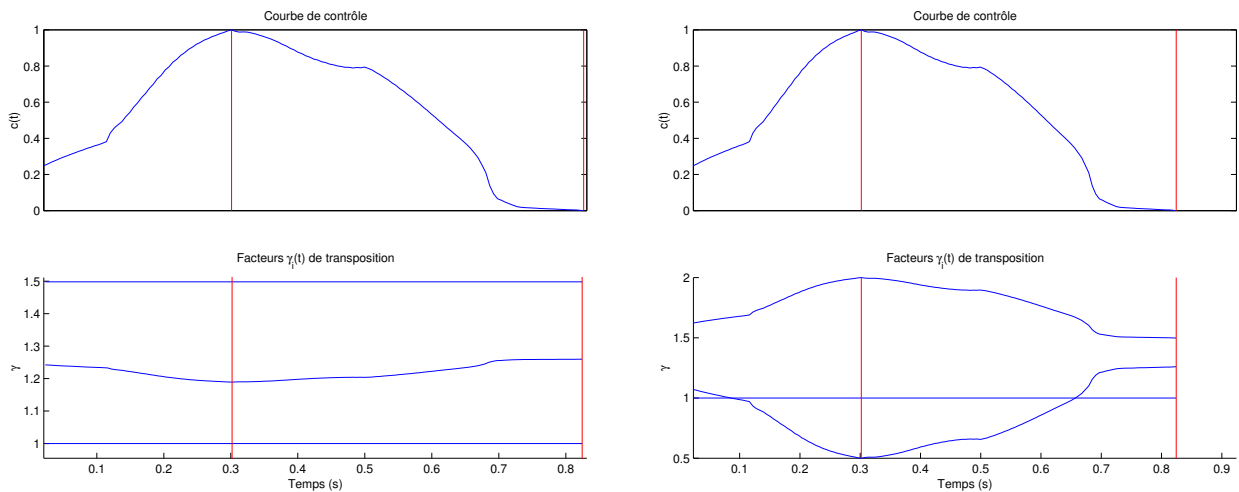 Courbe de contrôle
1
0.8
0.6
0.4
0.2
0
c(t)
Facteurs γi(t) de transposition
1.5
1.4
1.3
1.2
1.1
1
γ
0.1 0.2 0.3 0.4 0.5 0.6 0.7 0.8
Temps (s)
Courbe de contrôle
1
0.8
0.6
0.4
0.2
0
c(t)
Facteurs γi(t) de transposition
2
1.5
1
0.5
γ
0.1 0.2 0.3 0.4 0.5 0.6 0.7 0.8 0.9
Temps (s)